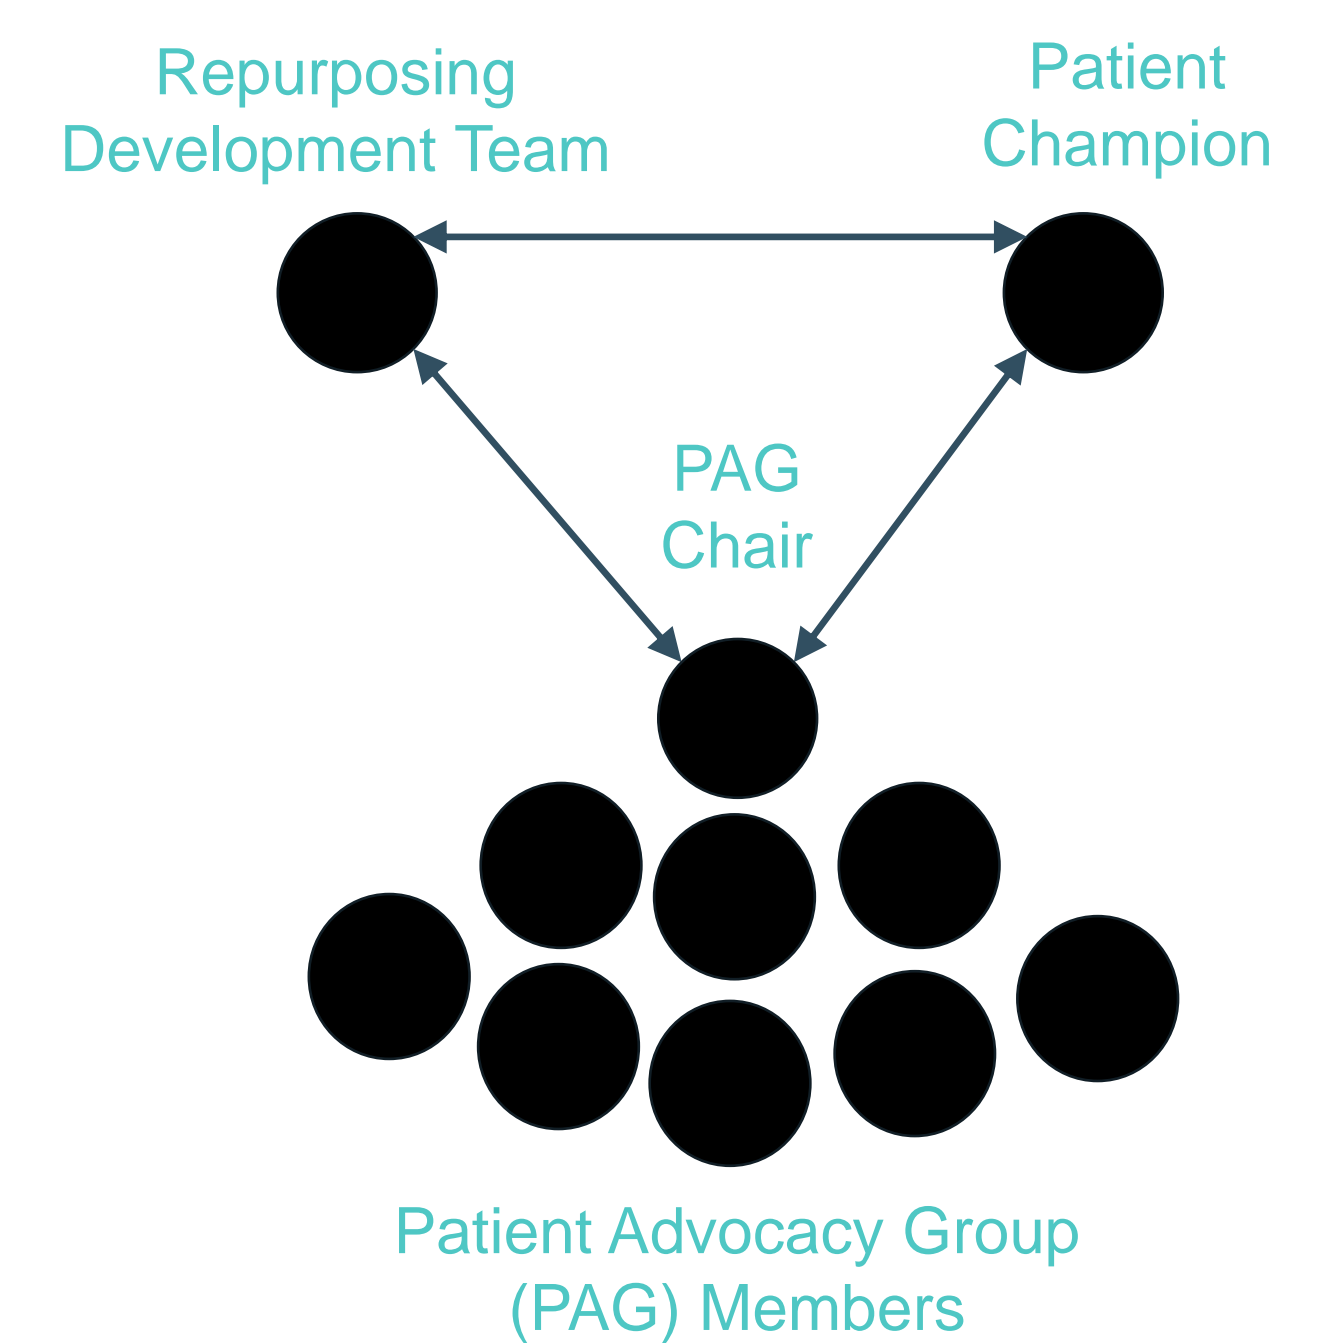 Repurposing
Development Team
Patient
Champion
PAG
Chair
Patient Advocacy Group
(PAG) Members